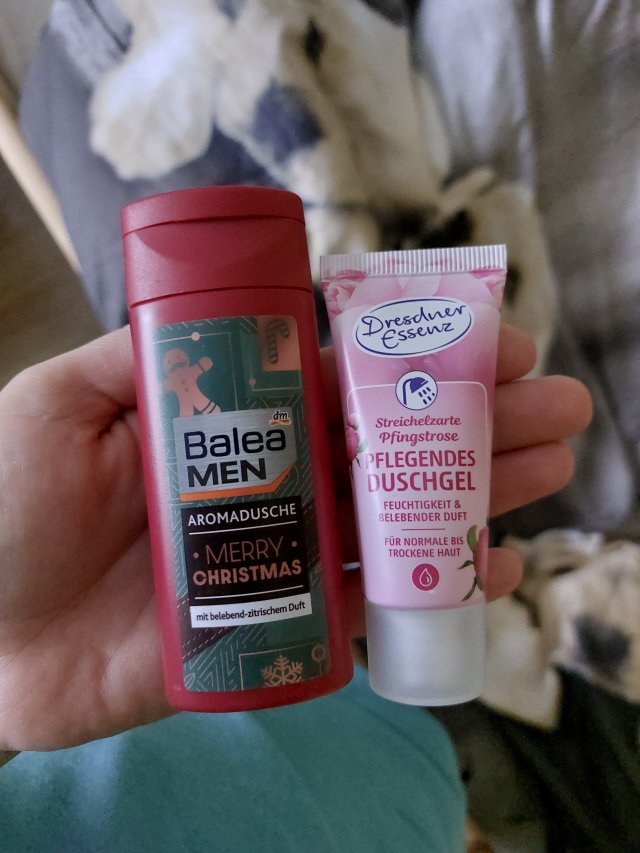 dm
Balea
MEN
AROMADUSCHE
· MERRY ·
CHRISTMAS
mit belebend-zitrischem Duft
Dresdner
Essenz
Streichelzarte
Pfingstrose
PFLEGENDES
DUSCHGEL
FEUCHTIGKEIT &
BELEBENDER DUFT
FÜR NORMALE BIS
TROCKENE HAUT